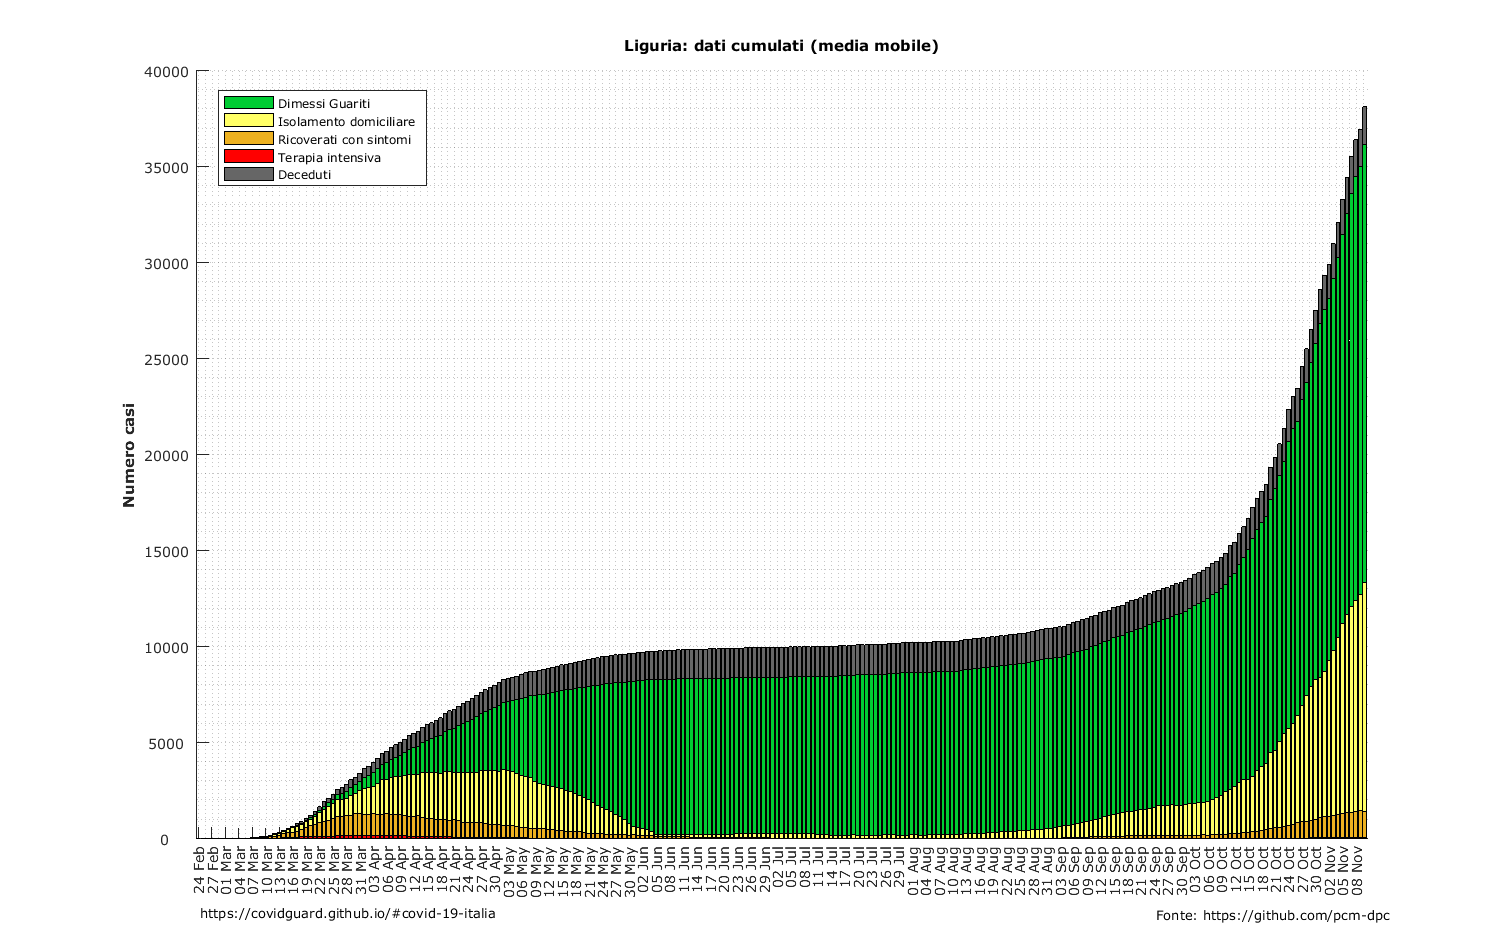 Liguria: dati cumulati (media mobile)
40000
35000
30000
25000
20000
15000
10000
5000
0
Numero casi
Dimessi Guariti
Isolamento domiciliare
Ricoverati con sintomi
Terapia intensiva
Deceduti
24 Feb
27 Feb
01 Mar
04 Mar
07 Mar
10 Mar
13 Mar
16 Mar
19 Mar
22 Mar
25 Mar
28 Mar
31 Mar
03 Apr
06 Apr
09 Apr
12 Apr
15 Apr
18 Apr
21 Apr
24 Apr
27 Apr
30 Apr
03 May
06 May
09 May
12 May
15 May
18 May
21 May
24 May
27 May
30 May
02 Jun
05 Jun
08 Jun
11 Jun
14 Jun
17 Jun
20 Jun
23 Jun
26 Jun
29 Jun
02 Jul
05 Jul
08 Jul
11 Jul
14 Jul
17 Jul
20 Jul
23 Jul
26 Jul
29 Jul
01 Aug
04 Aug
07 Aug
10 Aug
13 Aug
16 Aug
19 Aug
22 Aug
25 Aug
28 Aug
31 Aug
03 Sep
06 Sep
09 Sep
12 Sep
15 Sep
18 Sep
21 Sep
24 Sep
27 Sep
30 Sep
03 Oct
06 Oct
09 Oct
12 Oct
15 Oct
18 Oct
21 Oct
24 Oct
27 Oct
30 Oct
02 Nov
05 Nov
08 Nov
https://covidguard.github.io/#covid-19-italia
Fonte: https://github.com/pcm-dpc